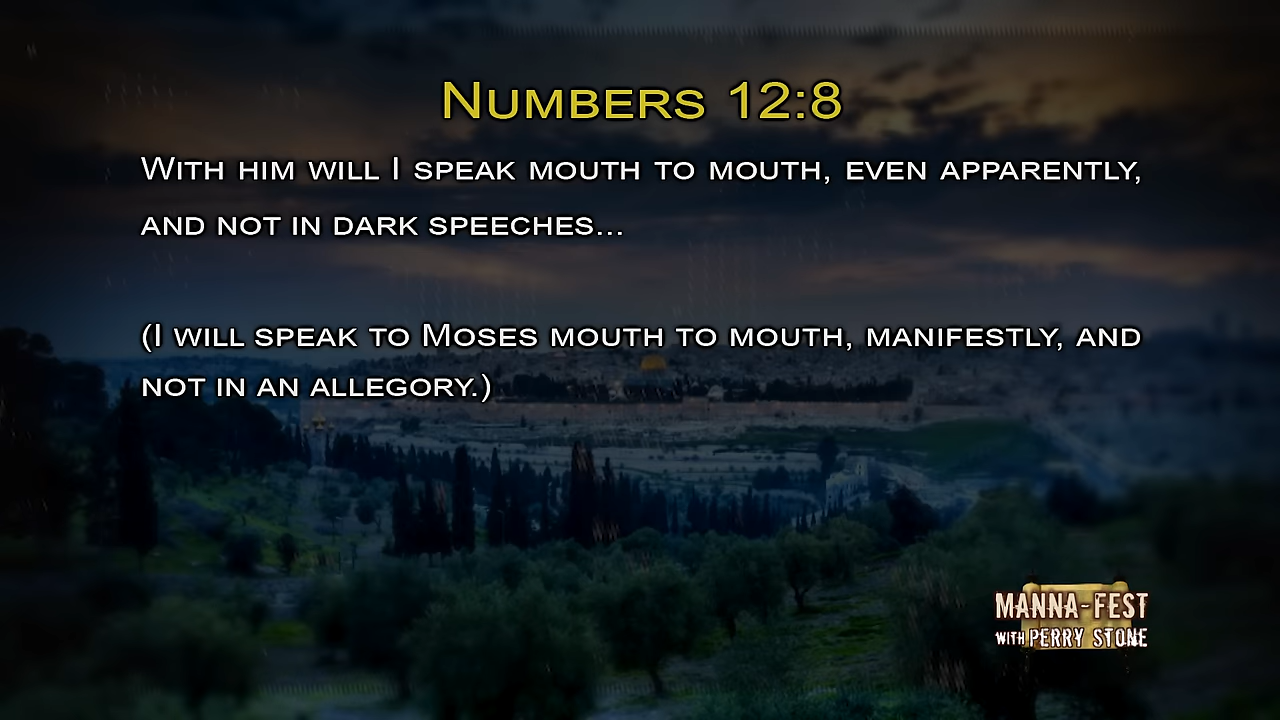 Numbers 12:8
With him will I speak mouth to mouth, even apparently,
and not in dark speeches...
(I will speak to Moses mouth to mouth, manifestly, and
not in an allegory.)
MANNA-FEST
WITH PERRY STONE